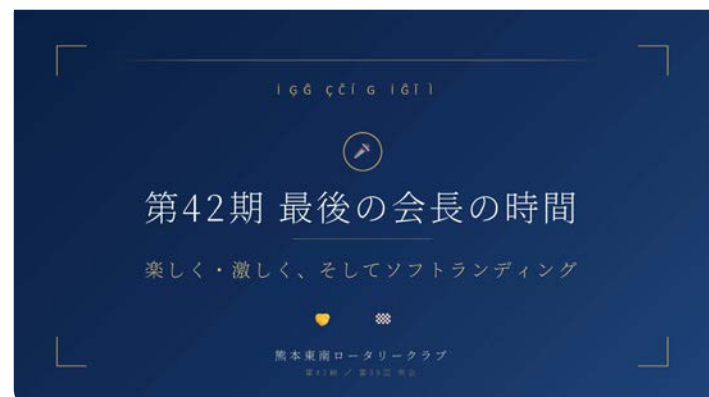 第42期 最後の会長の時間
楽しく・激しく、そしてソフトランディング
熊本東南ロータリークラブ